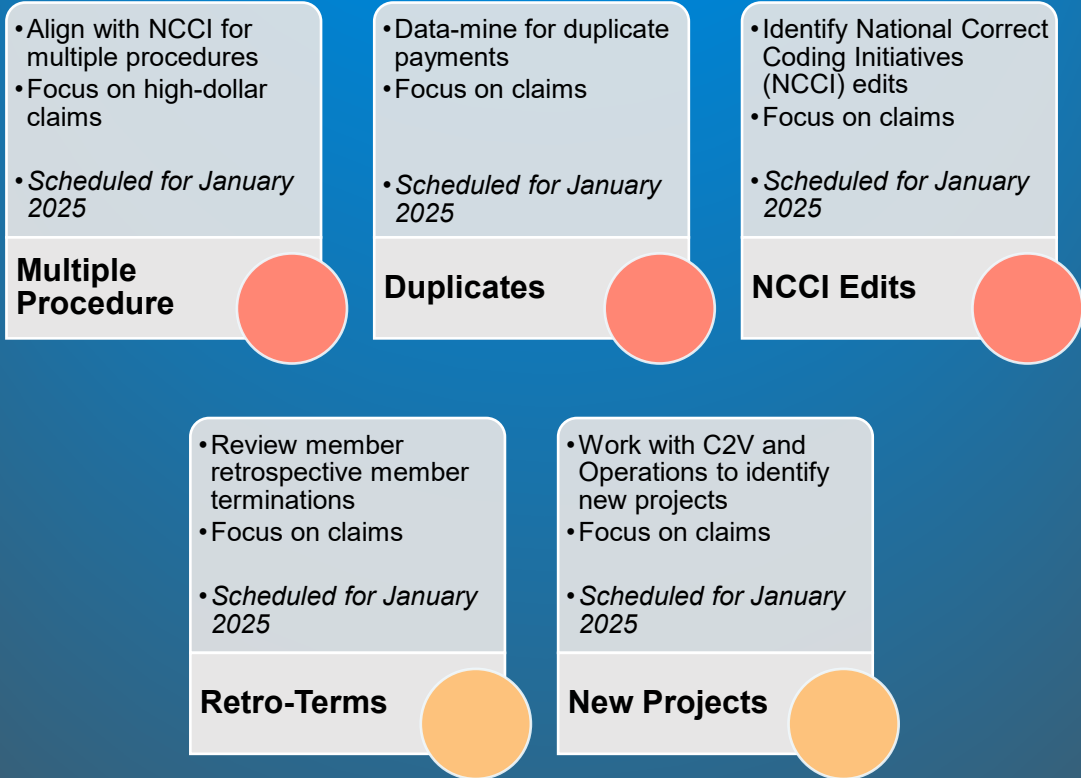 •Align with NCCI for
multiple procedures
•Focus on high-dollar
claims
•Scheduled for January
2025
Multiple
Procedure
•Data-mine for duplicate
payments
•Focus on claims
•Scheduled for January
2025
Duplicates
•Identify National Correct
Coding Initiatives
(NCCI) edits
•Focus on claims
•Scheduled for January
2025
NCCI Edits
•Review member
retrospective member
terminations
•Focus on claims
•Scheduled for January
2025
Retro-Terms
•Work with C2V and
Operations to identify
new projects
•Focus on claims
•Scheduled for January
2025
New Projects